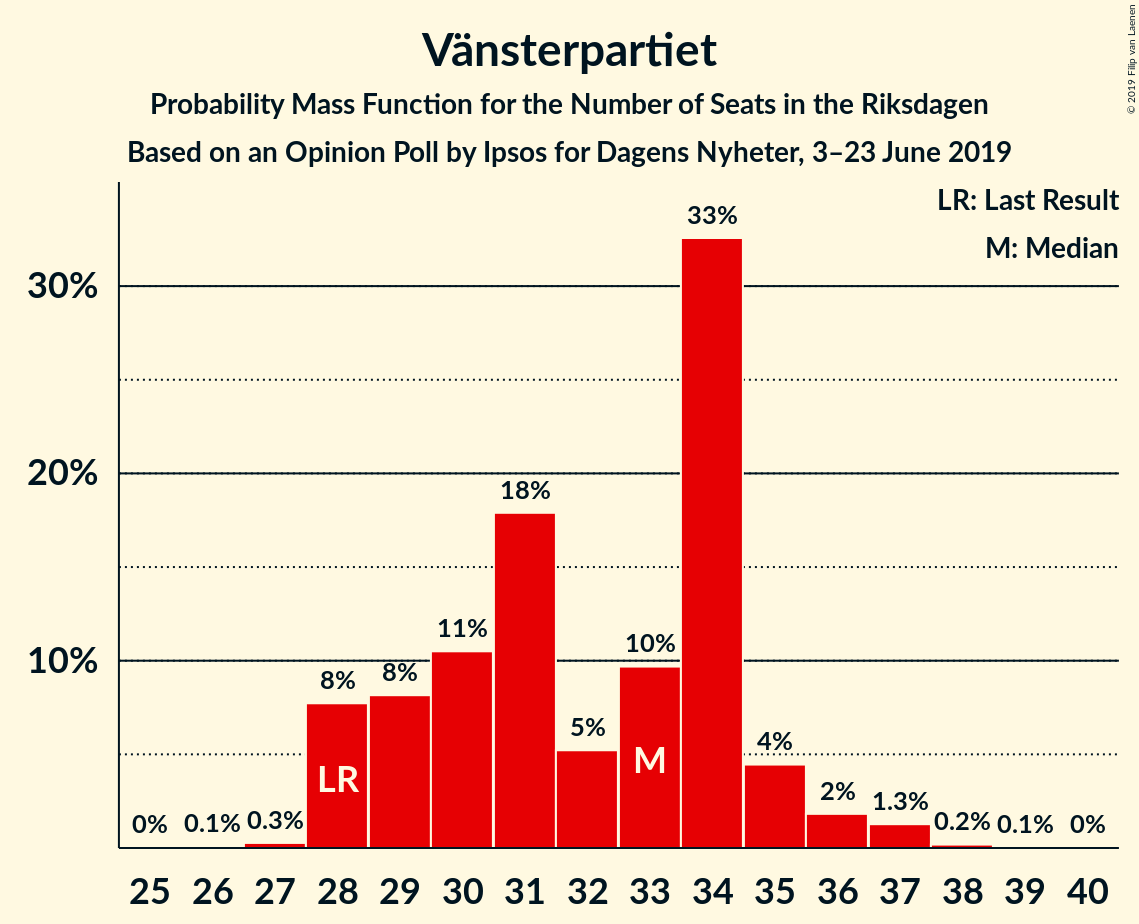 Vänsterpartiet
Probability Mass Function for the Number of Seats in the Riksdagen
Based on an Opinion Poll by Ipsos for Dagens Nyheter, 3–23 June 2019
© 2019 Filip van Laenen
LR: Last Result
M: Median
30%
20%
10%
0% 0.1% 0.3% 8% 8% 11% 18% 5% 10% 33% 4% 2% 1.3% 0.2% 0.1% 0%
LR M
25 26 27 28 29 30 31 32 33 34 35 36 37 38 39 40